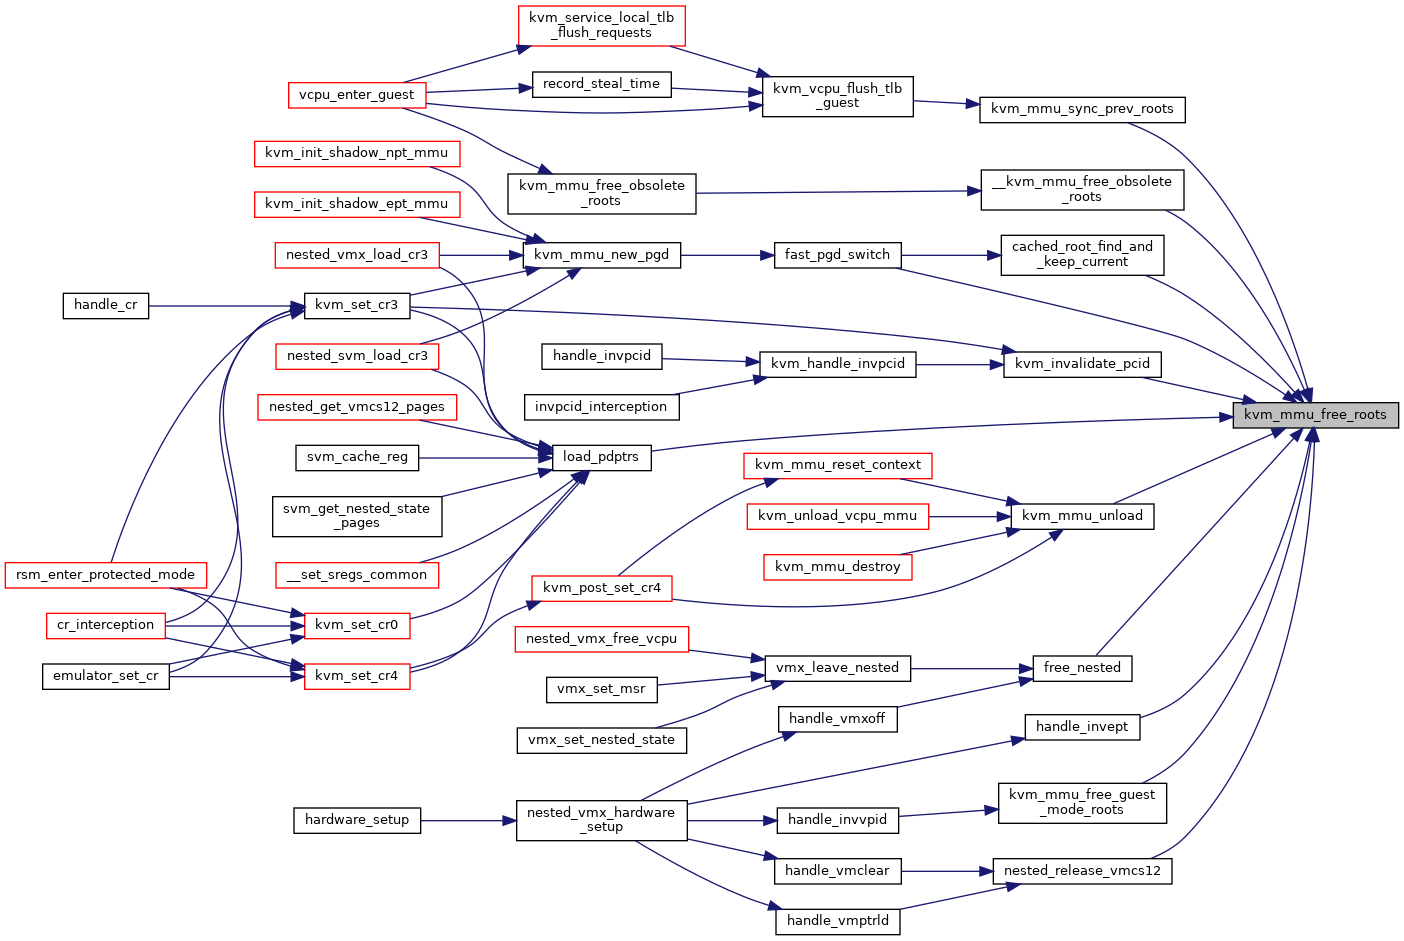 kvm_service_local_tlb
_flush_requests
vcpu_enter_guest
record_steal_time
kvm_vcpu_flush_tlb
_guest
kvm_mmu_sync_prev_roots
kvm_init_shadow_npt_mmu
kvm_mmu_free_obsolete
_roots
__kvm_mmu_free_obsolete
_roots
kvm_init_shadow_ept_mmu
nested_vmx_load_cr3
kvm_mmu_new_pgd
fast_pgd_switch
cached_root_find_and
_keep_current
handle_cr
kvm_set_cr3
nested_svm_load_cr3
handle_invpcid
kvm_handle_invpcid
kvm_invalidate_pcid
nested_get_vmcs12_pages
invpcid_interception
kvm_mmu_free_roots
svm_cache_reg
load_pdptrs
kvm_mmu_reset_context
svm_get_nested_state
_pages
kvm_unload_vcpu_mmu
kvm_mmu_unload
rsm_enter_protected_mode
__set_sregs_common
kvm_post_set_cr4
kvm_mmu_destroy
cr_interception
kvm_set_cr0
nested_vmx_free_vcpu
emulator_set_cr
kvm_set_cr4
vmx_set_msr
vmx_leave_nested
free_nested
vmx_set_nested_state
handle_vmxoff
handle_invept
hardware_setup
nested_vmx_hardware
_setup
handle_invvpid
kvm_mmu_free_guest
_mode_roots
handle_vmclear
nested_release_vmcs12
handle_vmptrld